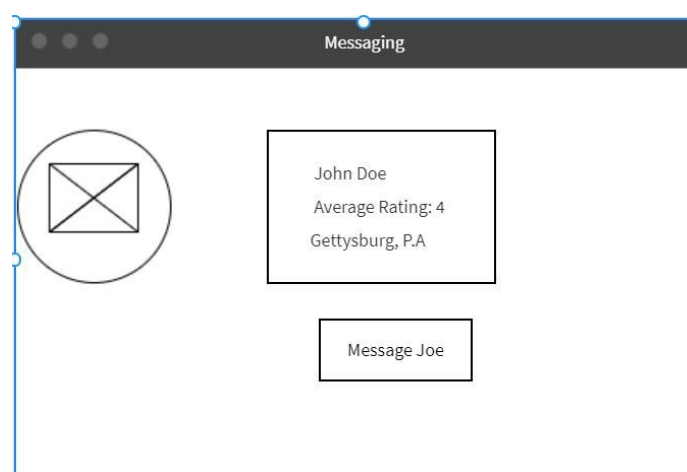 Messaging
John Doe
Average Rating: 4
Gettysburg, P.A
Message Joe